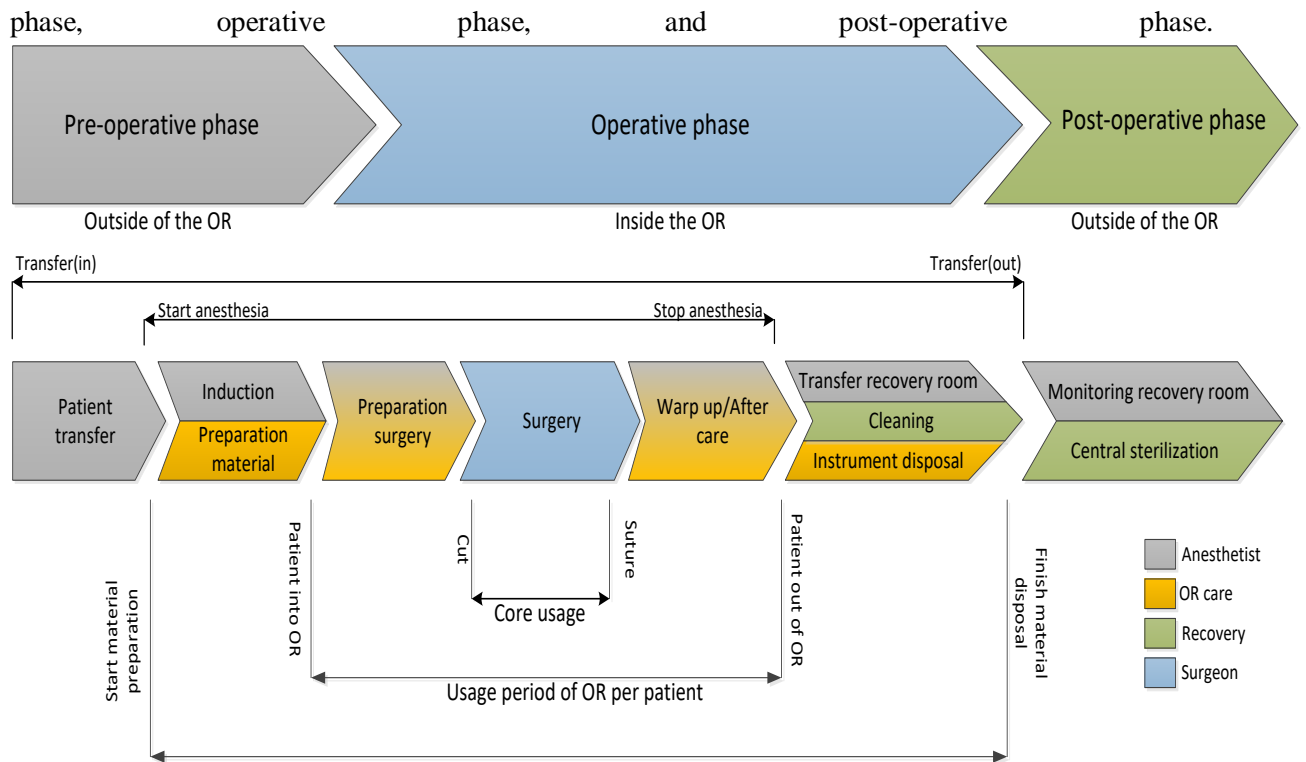 phase, operative phase, and post-operative phase.
Pre-operative phase
Operative phase
Post-operative phase
Outside of the OR
Inside the OR
Outside of the OR
Transfer(in)
Transfer(out)
Start anesthesia
Stop anesthesia
Patient
transfer
Induction
Preparation
material
Preparation
surgery
Surgery
Warp up/After
care
Transfer recovery room
Cleaning
Instrument disposal
Monitoring recovery room
Central sterilization
Start material
preparation
Patient into OR
Cut
Suture
Patient out of OR
Finish material
disposal
Core usage
Usage period of OR per patient
Anesthetist
OR care
Recovery
Surgeon